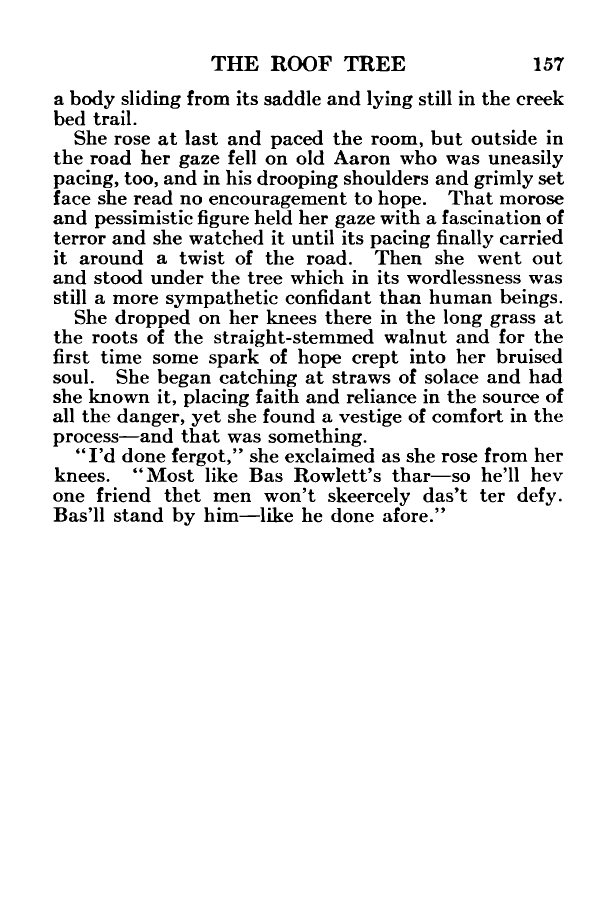 THE ROOF TREE 157
a body sliding from its saddle and lying still in the creek
bed trail.
She rose at last and paced the room, but outside in
the road her gaze fell on old Aaron who was uneasily
pacing, too, and in his drooping shoulders and grimly set
face she read no encouragement to hope. That morose
and pessimistic figure held her gaze with a fascination of
terror and she watched it until its pacing finally carried
it around a twist of the road. Then she went out
and stood under the tree which in its wordlessness was
still a more sympathetic confidant than human beings.
She dropped on her knees there in the long grass at
the roots of the straight-stemmed walnut and for the
first time some spark of hope crept into her bruised
soul. She began catching at straws of solace and had
she known it, placing faith and reliance in the source of
all the danger, yet she found a vestige of comfort in the
process—and that was something.
“I’d done fergot,” she exclaimed as she rose from her
knees. “Most like Bas Rowlett’s thar—so he’ll hev
one friend thet men won’t skeercely das’t ter defy.
Bas’ll stand by him—like he done afore.”